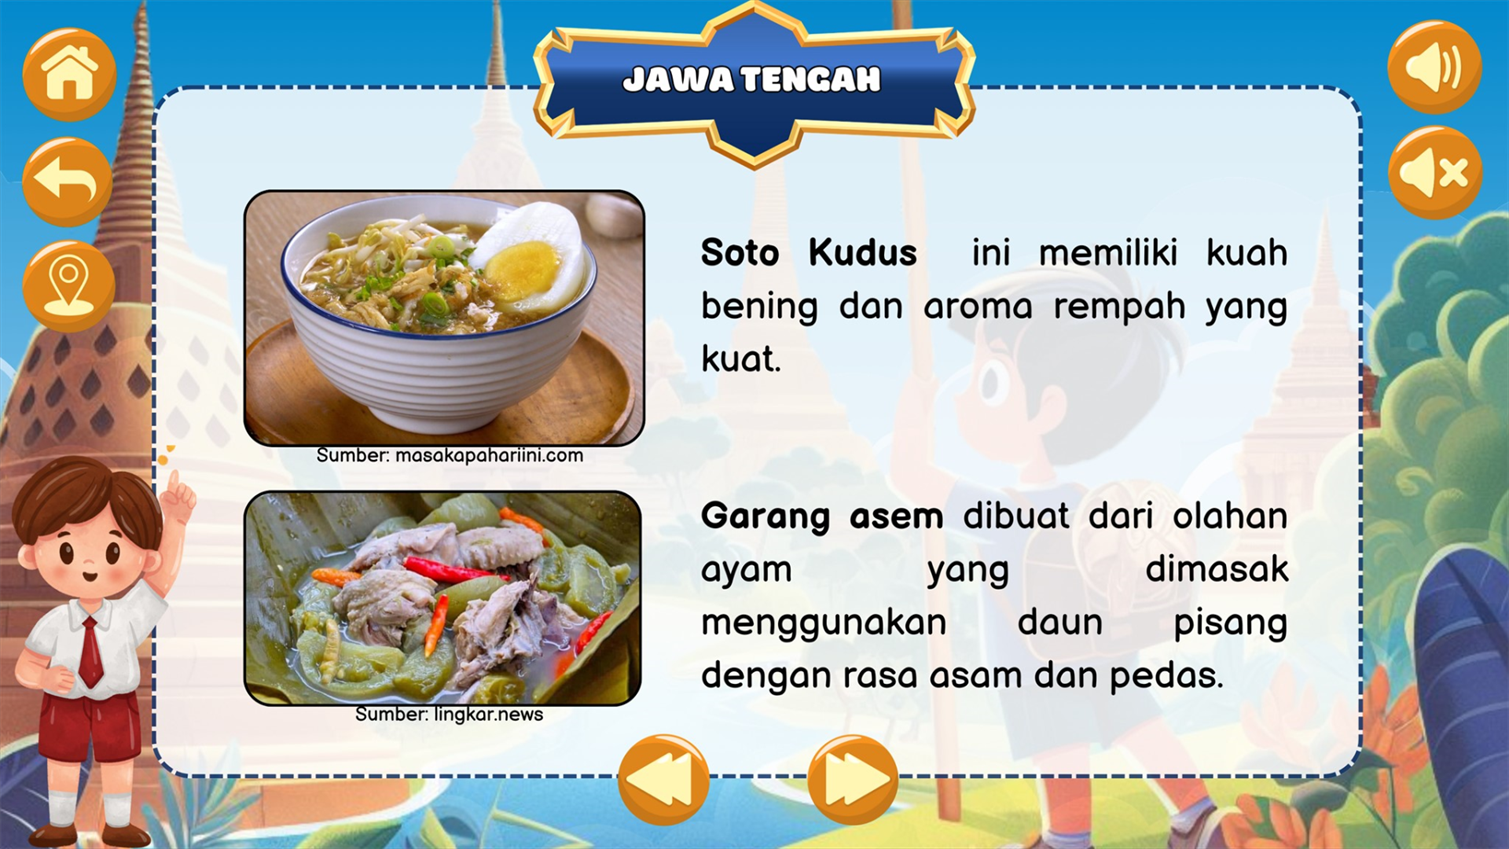 JAWA TENGAH
Soto Kudus ini memiliki kuah
bening dan aroma rempah yang
kuat.
Sumber: masakapahariini.com
Garang asem dibuat dari olahan
ayam yang dimasak
menggunakan daun pisang
dengan rasa asam dan pedas.
Sumber: lingkar.news